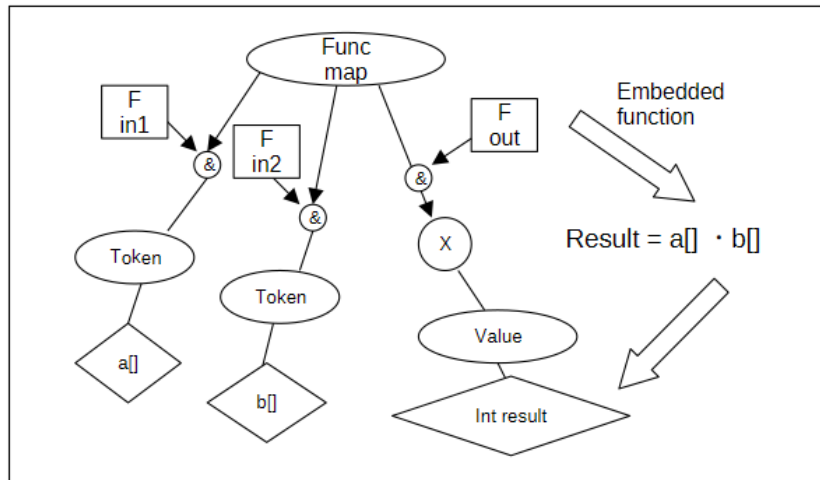 Func
map
F
in1
F
in2
F
out
Embedded
function
&
&
&
X
Result = a[] ・b[]
Token
Token
Value
a[]
b[]
Int result